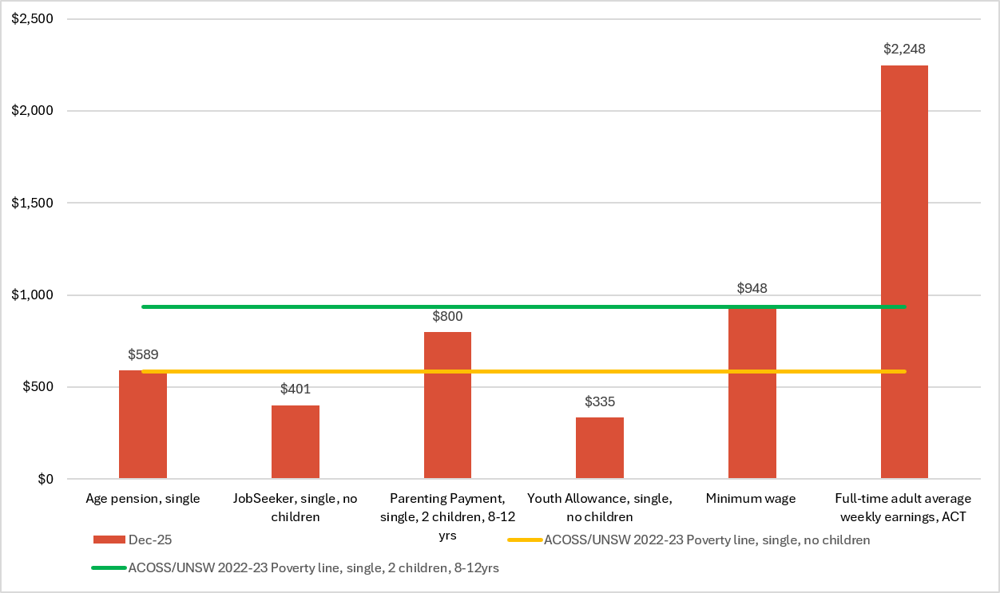 $2,500
$2,000
$1,500
$1,000
$500
$0
$589
$401
$800
$335
$948
$2,248
Age pension, single
JobSeeker, single, no
children
Parenting Payment,
single, 2 children, 8-12
yrs
Youth Allowance, single,
no children
Minimum wage
Full-time adult average
weekly earnings, ACT
Dec-25
ACOSS/UNSW 2022-23 Poverty line, single, no children
ACOSS/UNSW 2022-23 Poverty line, single, 2 children, 8-12yrs